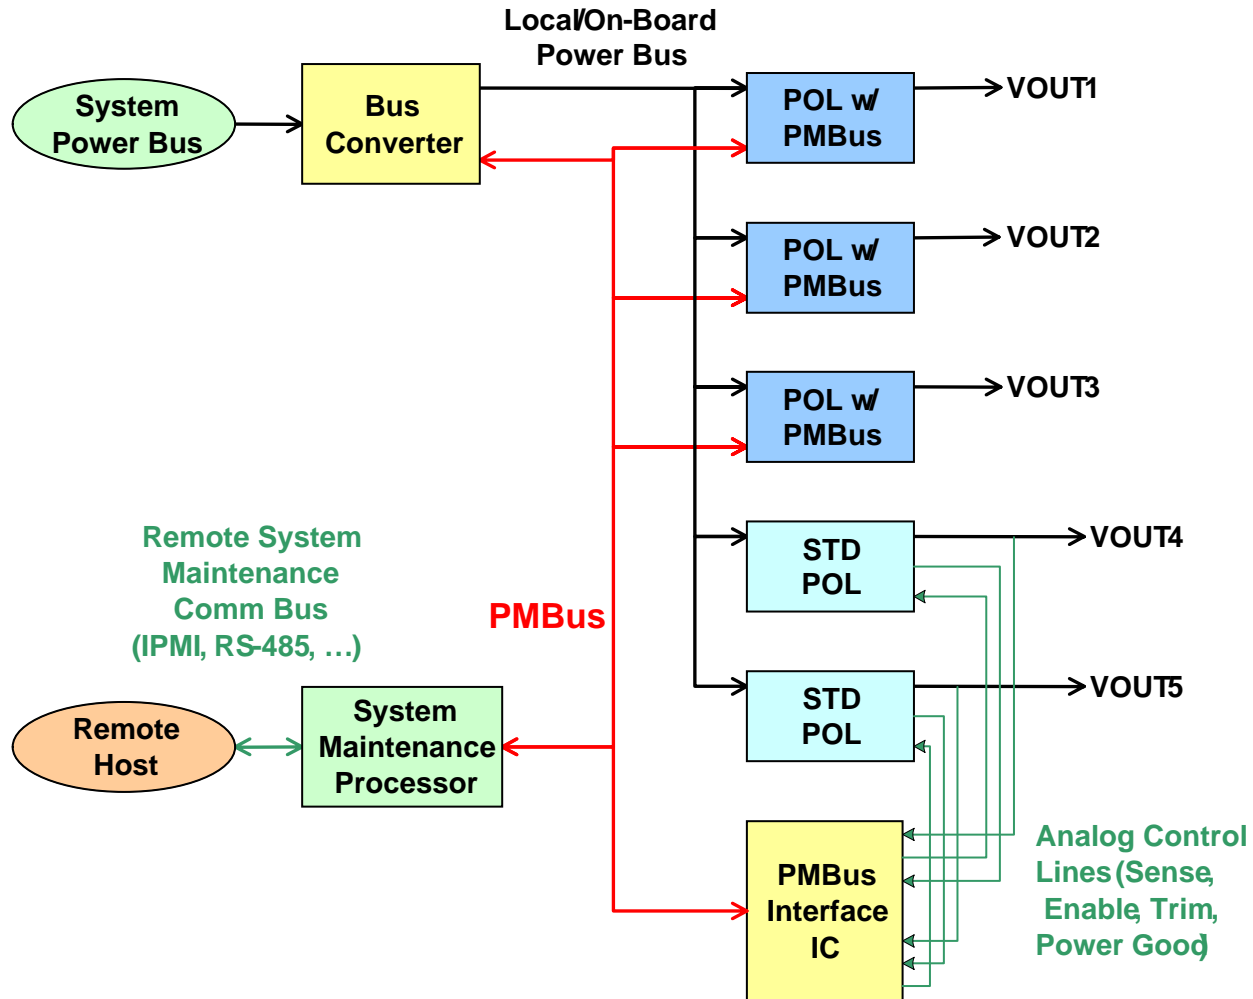 Local/On-Board
Power Bus
System
Power Bus
Bus
Converter
POL w/
PMBus
VOUT1
POL w/
PMBus
VOUT2
POL w/
PMBus
VOUT3
Remote System
Maintenance
Comm Bus
(IPMI, RS-485, …)
PMBus
STD
POL
VOUT4
STD
POL
VOUT5
Remote
Host
System
Maintenance
Processor
PMBus
Interface
IC
Analog Control
Lines (Sense,
Enable, Trim,
Power Good)